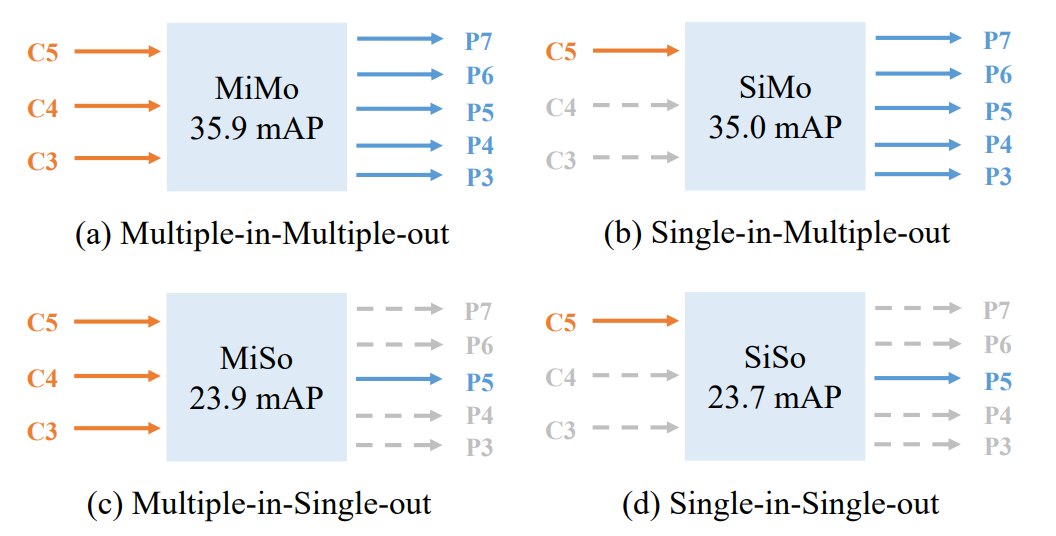 C5
C4
C3
MiMo
35.9 mAP
P7
P6
P5
P4
P3
(a) Multiple-in-Multiple-out
C5
C4
C3
SiMo
35.0 mAP
P7
P6
P5
P4
P3
(b) Single-in-Multiple-out
C5
C4
C3
MiSo
23.9 mAP
P7
P6
P5
P4
P3
(c) Multiple-in-Single-out
C5
C4
C3
SiSo
23.7 mAP
P7
P6
P5
P4
P3
(d) Single-in-Single-out